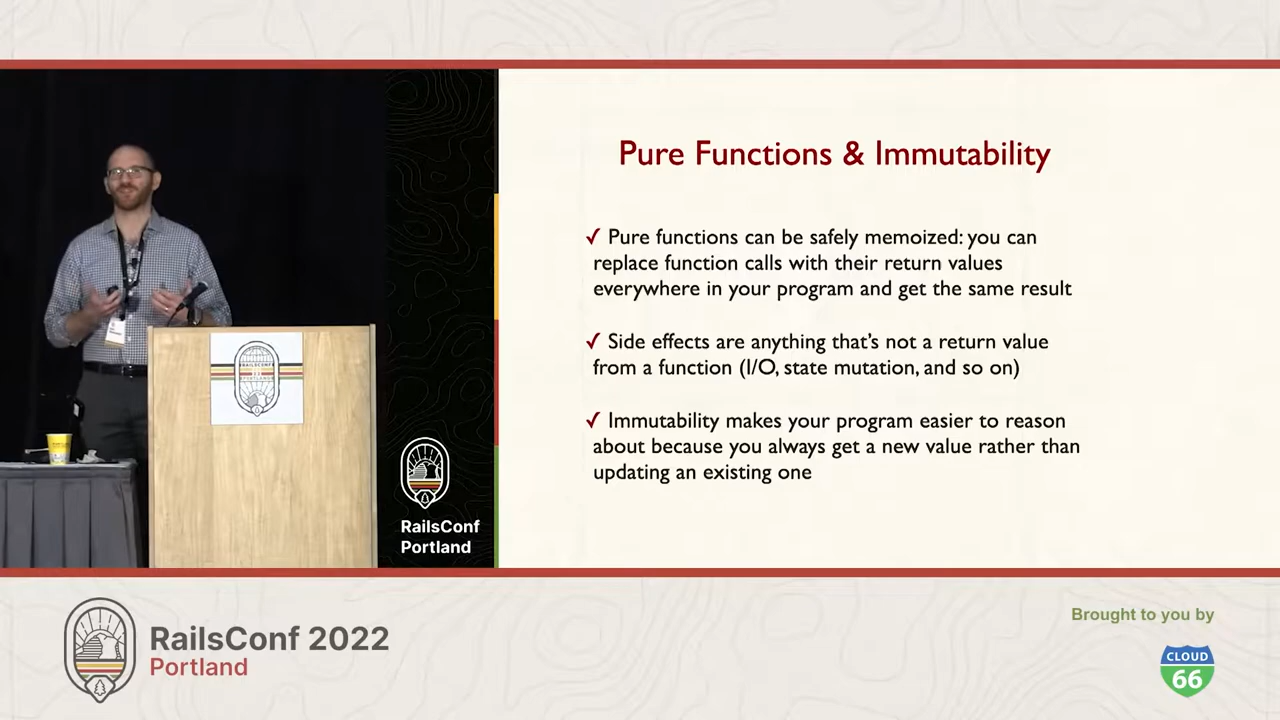 Pure Functions & Immutability
✓ Pure functions can be safely memoized: you can
replace function calls with their return values
everywhere in your program and get the same result
✓ Side effects are anything that's not a return value
from a function (I/O, state mutation, and so on)
✓ Immutability makes your program easier to reason
about because you always get a new value rather than
updating an existing one
RAILSCONF
PORTLAND
RailsConf
Portland
RailsConf 2022
Portland
Brought to you by
CLOUD
66